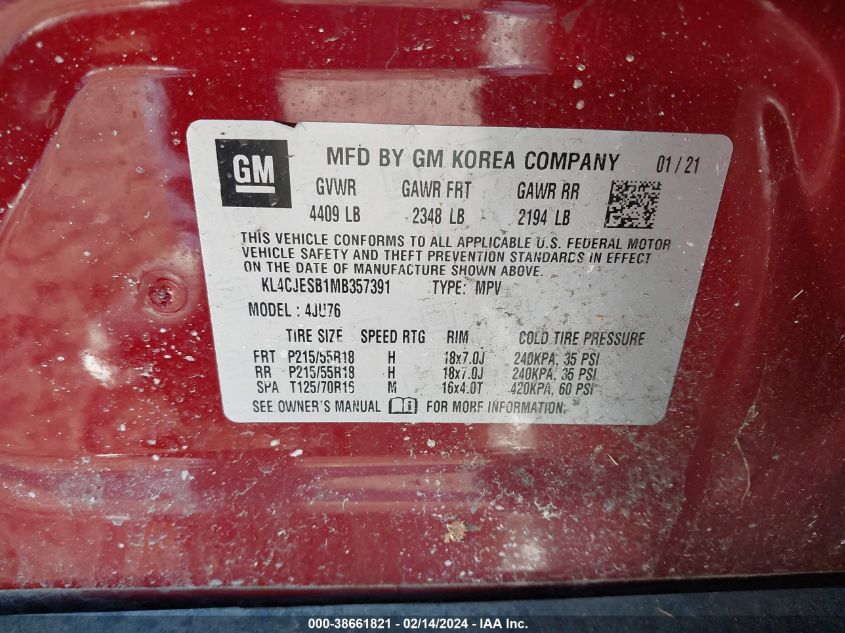 GM MFD BY GM KOREA COMPANY 01/21
GVWR GAWR FRT GAWR RR
4409 LB 2348 LB 2194 LB
THIS VEHICLE CONFORMS TO ALL APPLICABLE U.S. FEDERAL MOTOR
VEHICLE SAFETY AND THEFT PREVENTION STANDARDS IN EFFECT
ON THE DATE OF MANUFACTURE SHOWN ABOVE.
KL4CJESB1MB357391 TYPE: MPV
MODEL: 4JU76
TIRE SIZE SPEED RTG RIM COLD TIRE PRESSURE
FRT P215/55R18 H 18x7.0J 240KPA, 35 PSI
RR P215/55R18 H 18x7.0J 240KPA, 35 PSI
SPA T125/70R16 M 16x4.0T 420KPA, 60 PSI
SEE OWNER'S MANUAL FOR MORE INFORMATION.
000-38661821 - 02/14/2024 - IAA Inc.